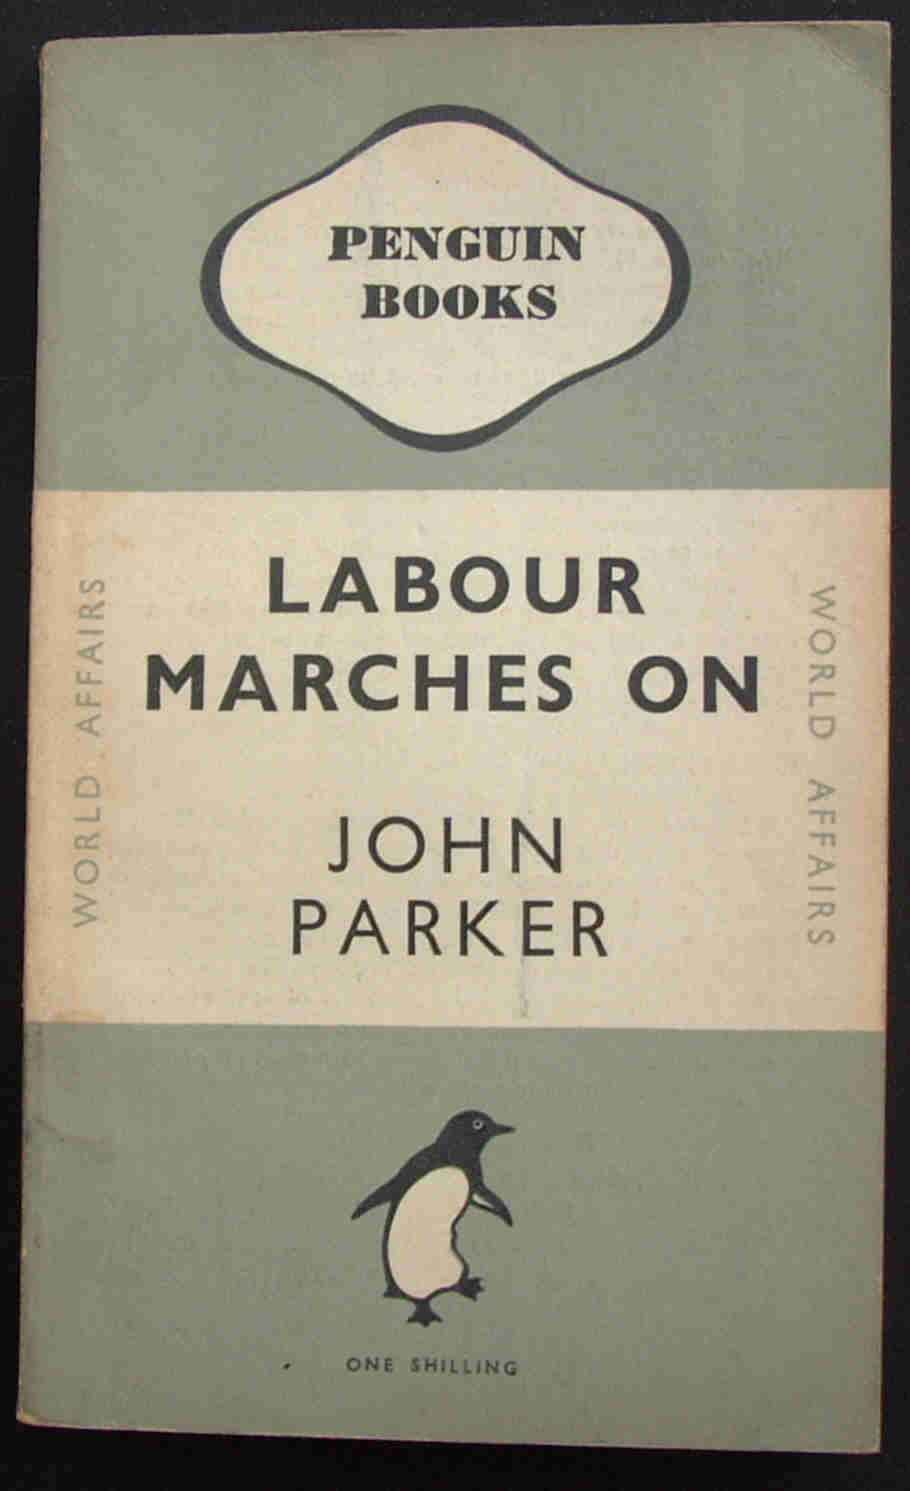 PENGUIN
BOOKS
LABOUR
MARCHES ON
JOHN
PARKER
WORLD AFFAIRS
WORLD AFFAIRS
ONE SHILLING